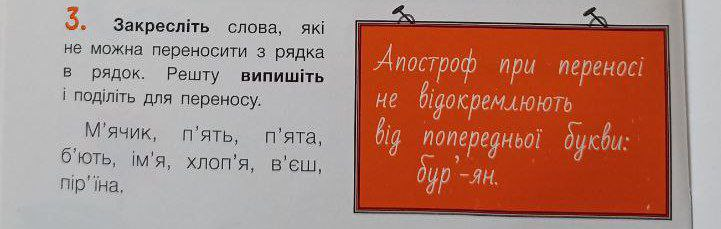 3. Закресліть слова, які
не можна переносити з рядка
в рядок. Решту випишіть
і поділіть для переносу.
М'ячик, п'ять, п'ята,
б'ють, ім'я, хлоп'я, в'єш,
пір'їна.
Апостроф при переносі
не відокремлюють
від попередньої букви:
бур'-ян.